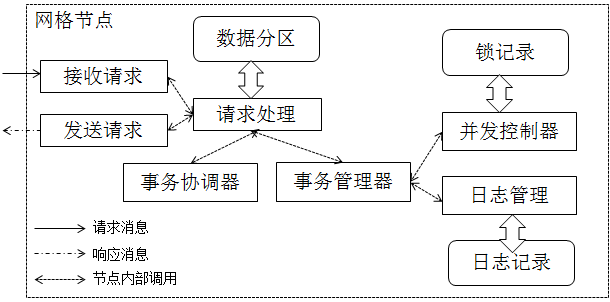 网格节点
数据分区
锁记录
接收请求
请求处理
发送请求
并发控制器
事务协调器
事务管理器
日志管理
请求消息
响应消息
节点内部调用
日志记录